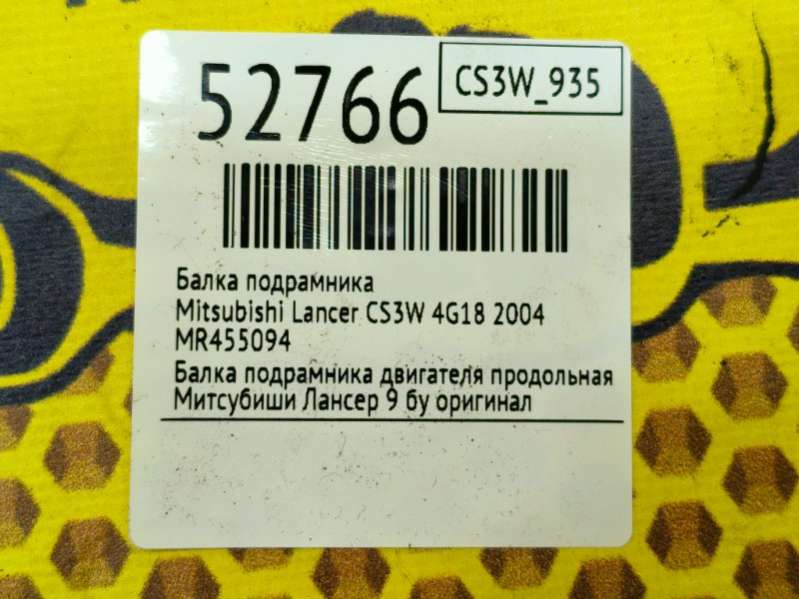 52766
CS3W_935
Балка подрамника
Mitsubishi Lancer CS3W 4G18 2004
MR455094
Балка подрамника двигателя продольная
Митсубиши Лансер 9 бу оригинал